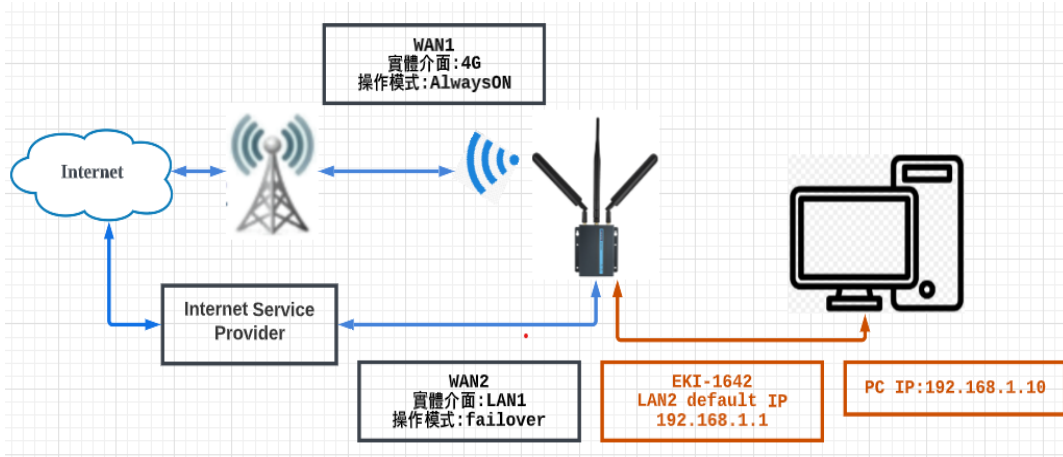 WAN1
實體介面:4G
操作模式:AlwaysON
Internet
Internet Service
Provider
WAN2
實體介面:LAN1
操作模式:failover
EKI-1642
LAN2 default IP
192.168.1.1
PC IP:192.168.1.10